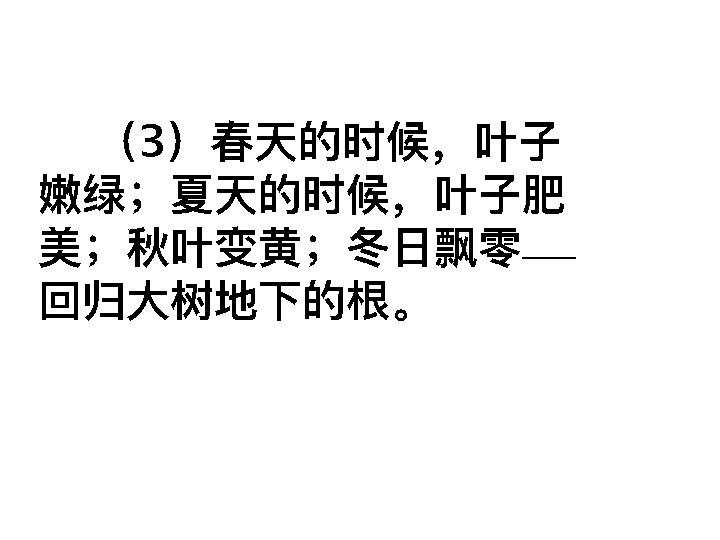 （3）春天的时候，叶子
嫩绿；夏天的时候，叶子肥
美；秋叶变黄；冬日飘零——
回归大树地下的根。